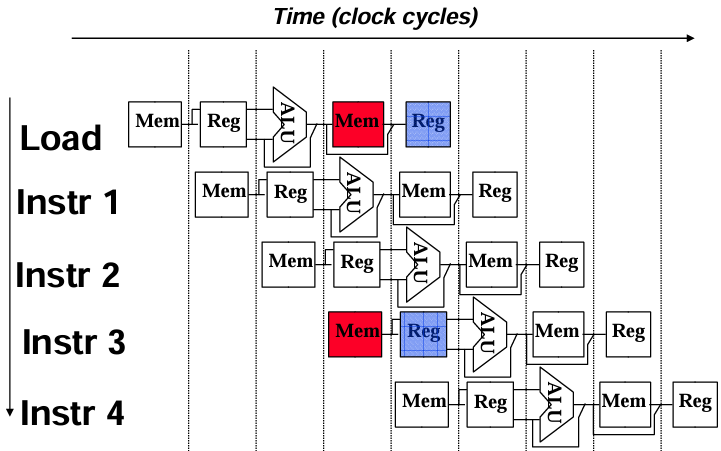 Time (clock cycles)
Load
Mem Reg ALU Mem Reg
Instr 1
Mem Reg ALU Mem Reg
Instr 2
Mem Reg ALU Mem Reg
Instr 3
Mem Reg ALU Mem Reg
Instr 4
Mem Reg ALU Mem Reg